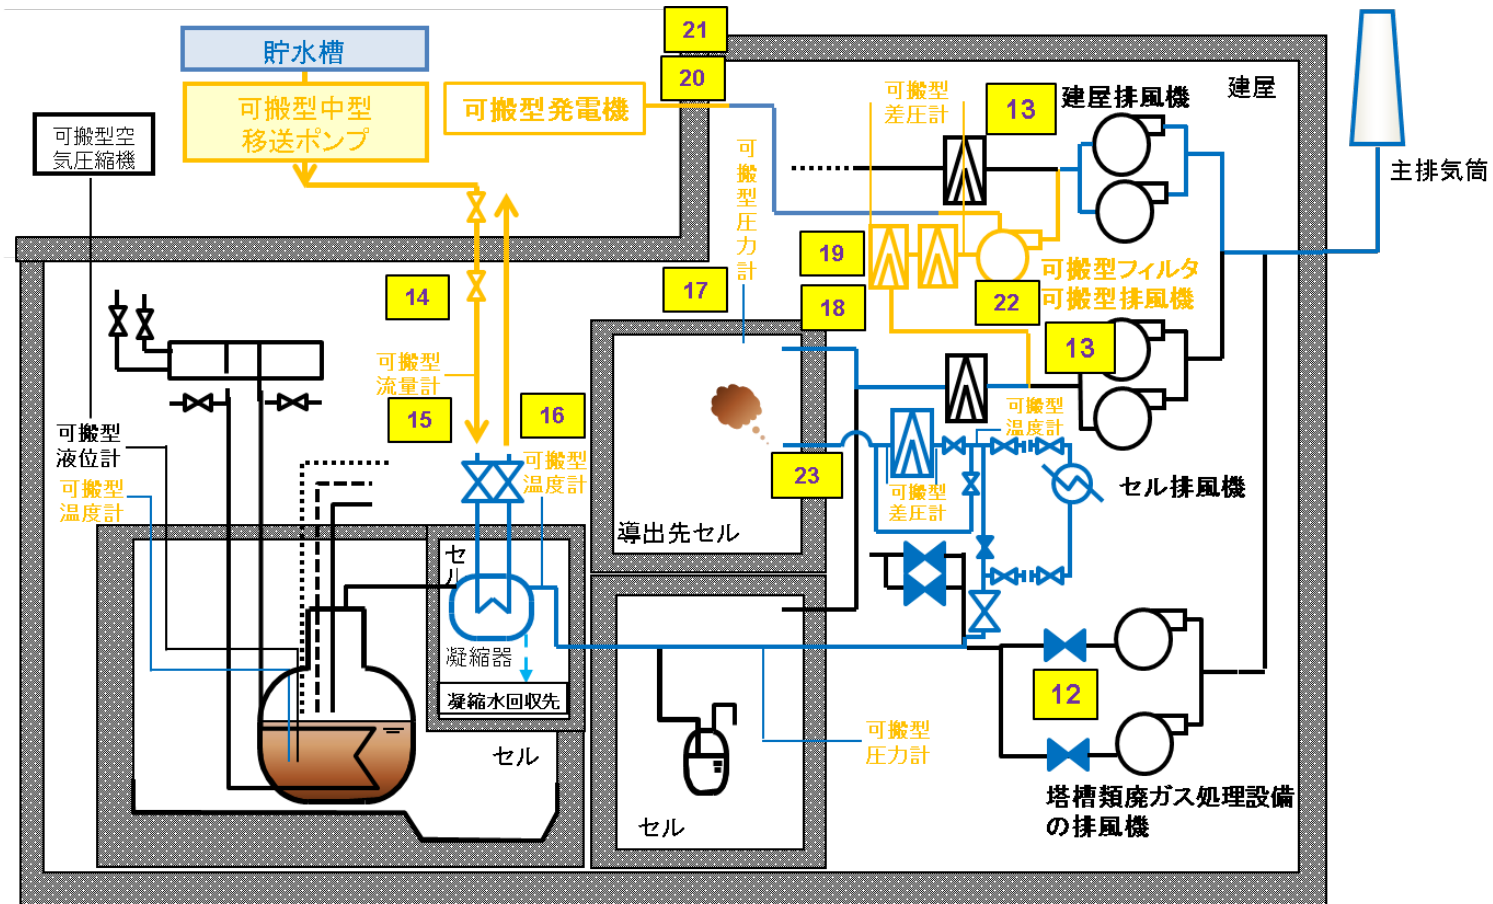 21
貯水槽
20
建屋
可搬型中型
移送ポンプ
可搬型発電機
可搬型
差圧計
13
建屋排風機
可搬型空
気圧縮機
可搬型圧力計
主排気筒
19
可搬型フィルタ
可搬型排風機
14
17
18
22
13
可搬型
流量計
15
16
可搬型
温度計
可搬型
液位計
可搬型
温度計
可搬型
温度計
23
可搬型
差圧計
セル排風機
導出先セル
セル
凝縮器
凝縮水回収先
12
セル
可搬型
圧力計
塔槽類廃ガス処理設備
の排風機
セル